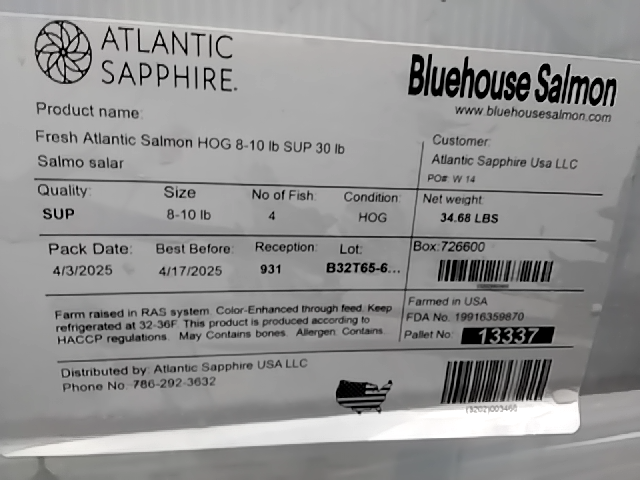 ATLANTIC
SAPPHIRE.
Bluehouse Salmon
www.bluehousesalmon.com
Product name:
Fresh Atlantic Salmon HOG 8-10 lb SUP 30 lb
Salmo salar
Customer:
Atlantic Sapphire Usa LLC
PO#: W 14
Quality:
SUP
Size
8-10 lb
No of Fish
4
Condition:
HOG
Net weight:
34.68 LBS
Pack Date:
4/3/2025
Best Before:
4/17/2025
Reception:
931
Lot:
B32T65-6...
Box:726600
Farm raised in RAS system. Color-Enhanced through feed. Keep
refrigerated at 32-36F. This product is produced according to
HACCP regulations. May Contains bones. Allergen. Contains.
Farmed in USA
FDA No. 19916359870
Pallet No: 13337
Distributed by: Atlantic Sapphire USA LLC
Phone No. 786-292-3632
(3202)003468